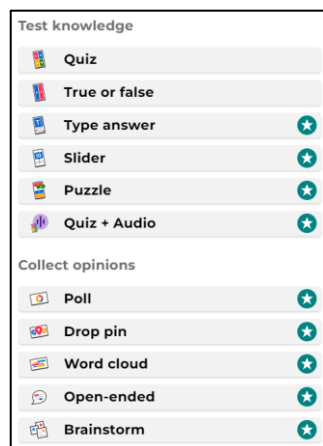 Test knowledge
Quiz
True or false
Type answer
Slider
Puzzle
Quiz + Audio
Collect opinions
Poll
Drop pin
Word cloud
Open-ended
Brainstorm